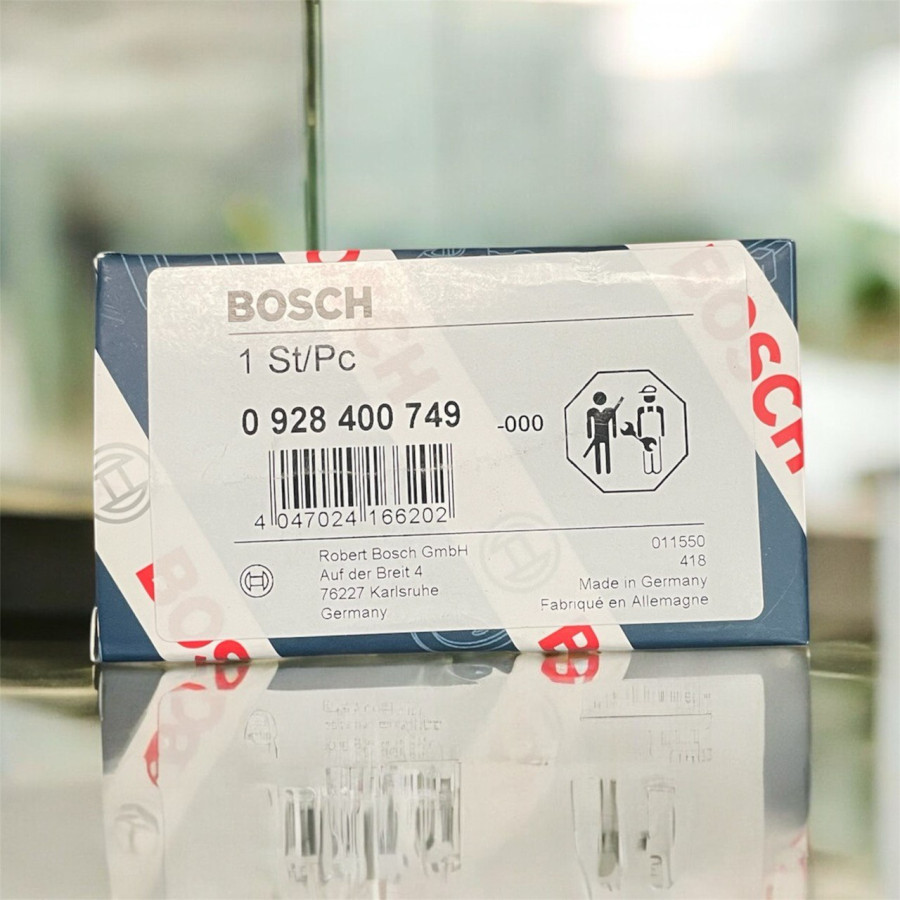 BOSCH
1 St/Pc
0 928 400 749 -000
4 047024 166202
Robert Bosch GmbH
Auf der Breit 4
76227 Karlsruhe
Germany
011550
418
Made in Germany
Fabriqué en Allemagne
BOSCH
BOSCH